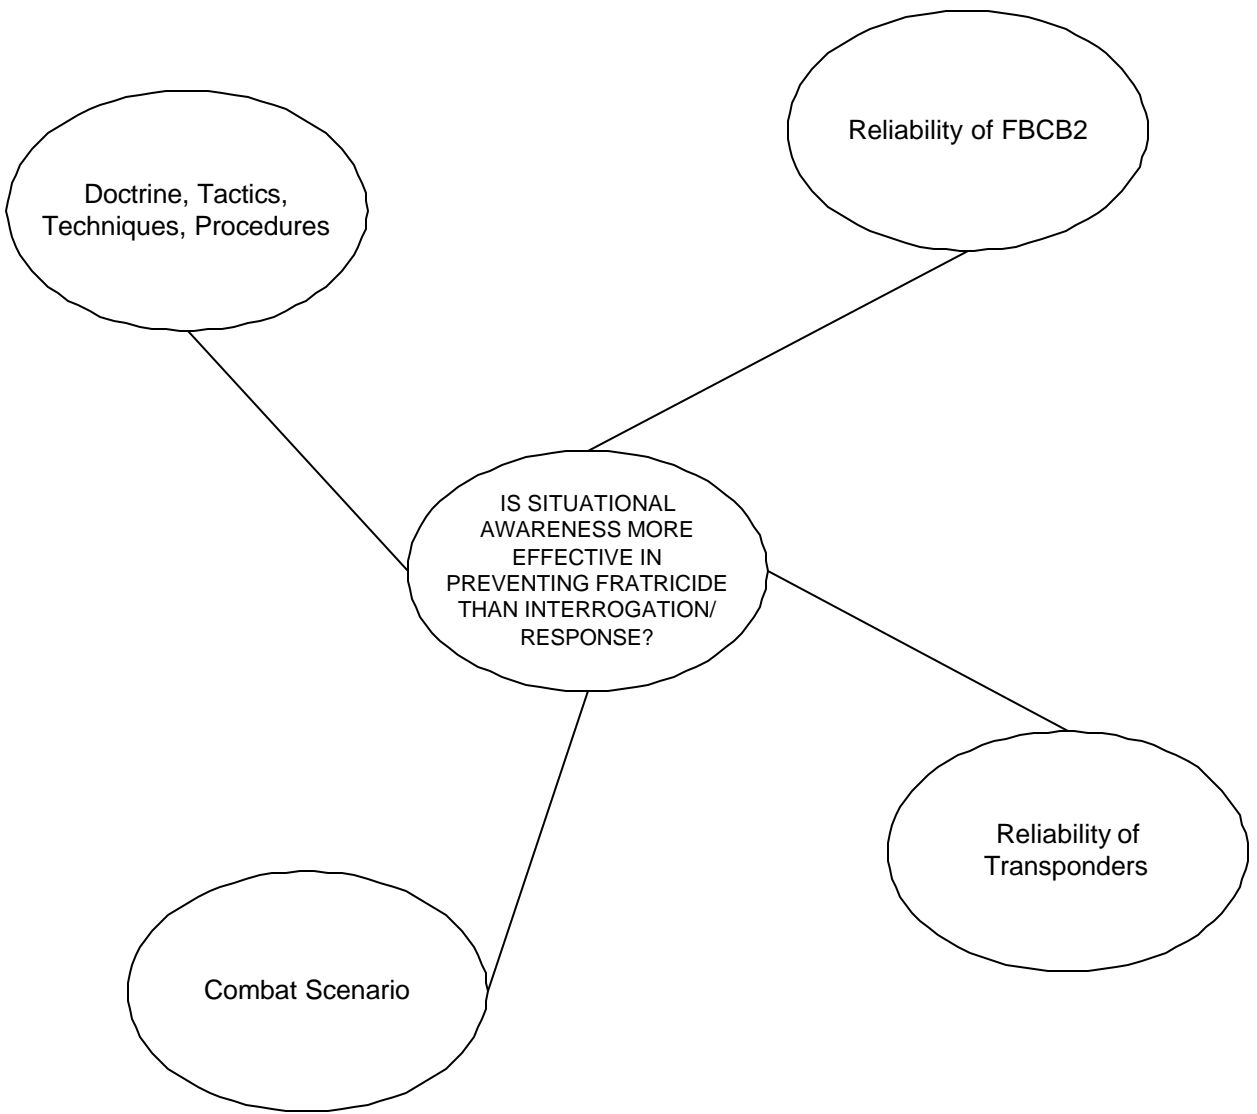 Reliability of FBCB2
Doctrine, Tactics,
Techniques, Procedures
IS SITUATIONAL
AWARENESS MORE
EFFECTIVE IN
PREVENTING FRATRICIDE
THAN INTERROGATION/
RESPONSE?
Reliability of
Transponders
Combat Scenario